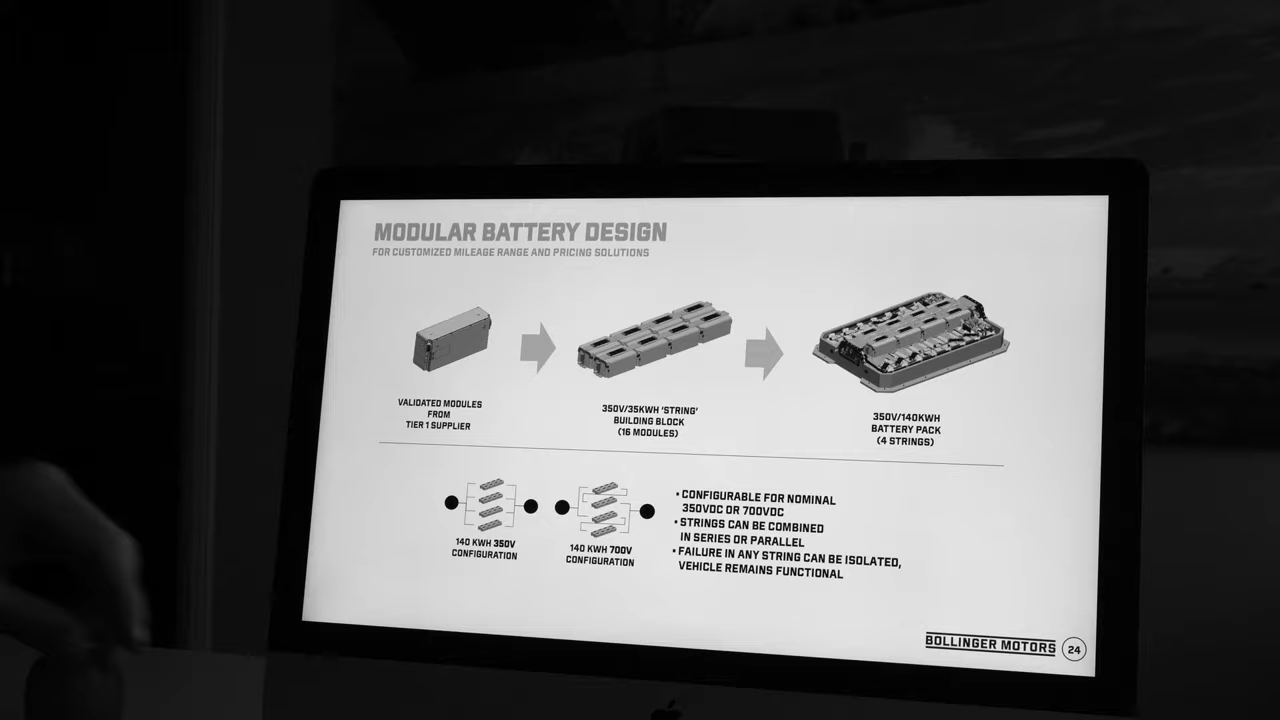 MODULAR BATTERY DESIGN
FOR CUSTOMIZED MILEAGE RANGE AND PRICING SOLUTIONS
VALIDATED MODULES
FROM
TIER 1 SUPPLIER
350V/35KWH 'STRING'
BUILDING BLOCK
(16 MODULES)
350V/140KWH
BATTERY PACK
(4 STRINGS)
140 KWH 350V
CONFIGURATION
140 KWH 700V
CONFIGURATION
• CONFIGURABLE FOR NOMINAL
350VDC OR 700VDC
• STRINGS CAN BE COMBINED
IN SERIES OR PARALLEL
• FAILURE IN ANY STRING CAN BE ISOLATED,
VEHICLE REMAINS FUNCTIONAL
BOLLINGER MOTORS 24